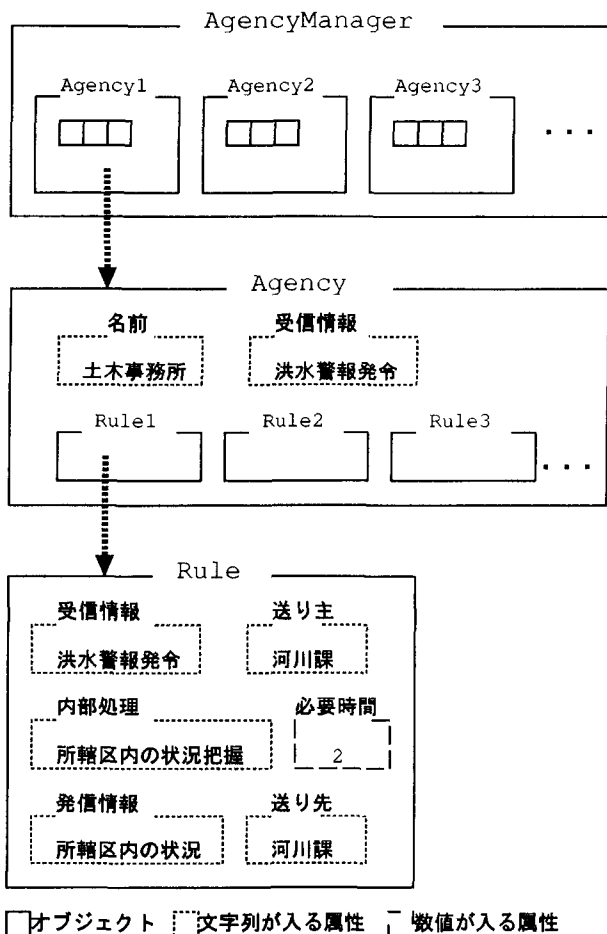 AgencyManager
Agency1 Agency2 Agency3 ...
Agency
名前 受信情報
土木事務所 洪水警報発令
Rule1 Rule2 Rule3 ...
Rule
受信情報 送り主
洪水警報発令 河川課
内部処理 必要時間
所轄区内の状況把握 2
発信情報 送り先
所轄区内の状況 河川課
オブジェクト 文字列が入る属性 数値が入る属性